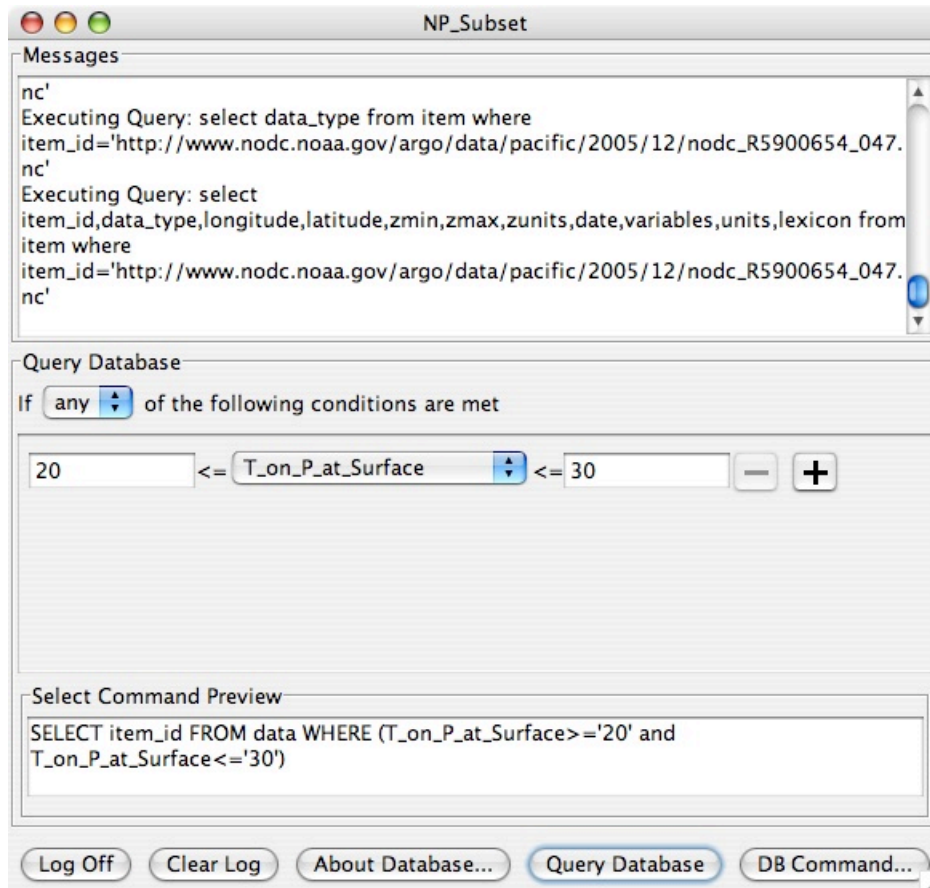 NP_Subset
Messages
nc'
Executing Query: select data_type from item where
item_id='http://www.nodc.noaa.gov/argo/data/pacific/2005/12/nodc_R5900654_047.
nc'
Executing Query: select
item_id,data_type,longitude,latitude,zmin,zmax,zunits,date,variables,units,lexicon from
item where
item_id='http://www.nodc.noaa.gov/argo/data/pacific/2005/12/nodc_R5900654_047.
nc'
Query Database
If any of the following conditions are met
20 <= T_on_P_at_Surface <= 30 − +
Select Command Preview
SELECT item_id FROM data WHERE (T_on_P_at_Surface>='20' and
T_on_P_at_Surface<='30')
Log Off Clear Log About Database... Query Database DB Command...